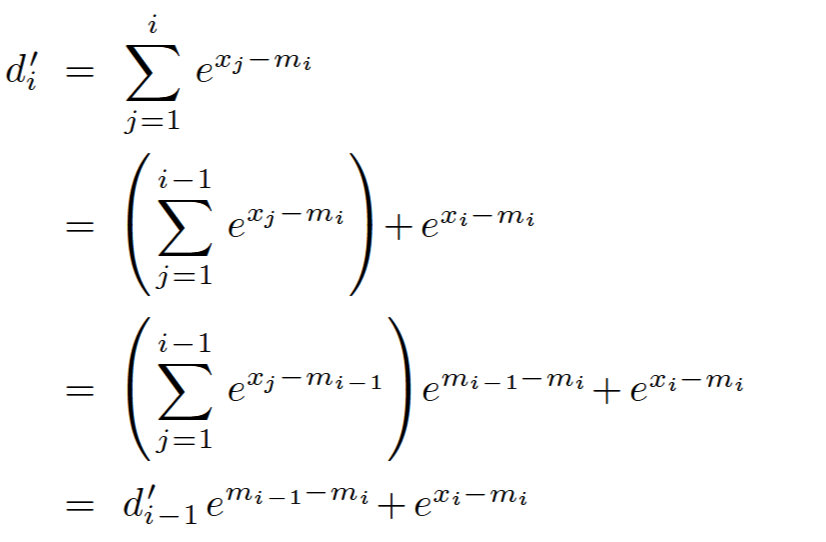 d'_i = \sum_{j=1}^{i} e^{x_j - m_i}
= \left( \sum_{j=1}^{i-1} e^{x_j - m_i} \right) + e^{x_i - m_i}
= \left( \sum_{j=1}^{i-1} e^{x_j - m_{i-1}} \right) e^{m_{i-1} - m_i} + e^{x_i - m_i}
= d'_{i-1} e^{m_{i-1} - m_i} + e^{x_i - m_i}